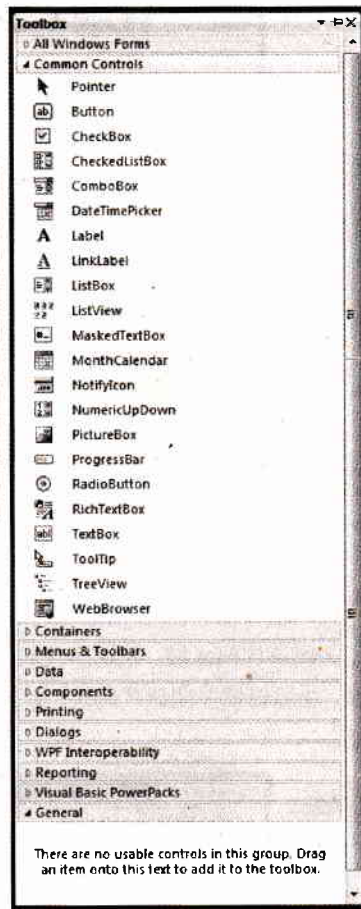 Toolbox
All Windows Forms
Common Controls
Pointer
Button
CheckBox
CheckedListBox
ComboBox
DateTimePicker
Label
LinkLabel
ListBox
ListView
MaskedTextBox
MonthCalendar
NotifyIcon
NumericUpDown
PictureBox
ProgressBar
RadioButton
RichTextBox
TextBox
ToolTip
TreeView
WebBrowser
Containers
Menus & Toolbars
Data
Components
Printing
Dialogs
WPF Interoperability
Reporting
Visual Basic PowerPacks
General
There are no usable controls in this group. Drag
an item onto this text to add it to the toolbox.